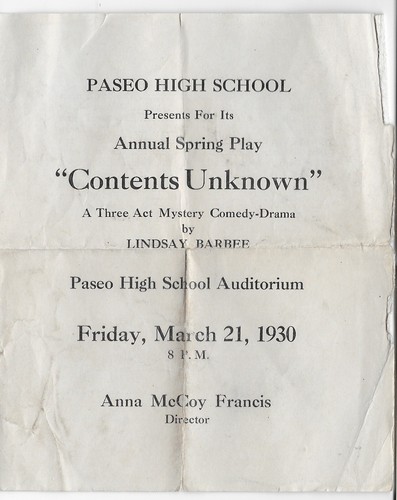 PASEO HIGH SCHOOL
Presents For Its
Annual Spring Play
"Contents Unknown"
A Three Act Mystery Comedy-Drama
by
LINDSAY BARBEE
Paseo High School Auditorium
Friday, March 21, 1930
8 P.M.
Anna McCoy Francis
Director